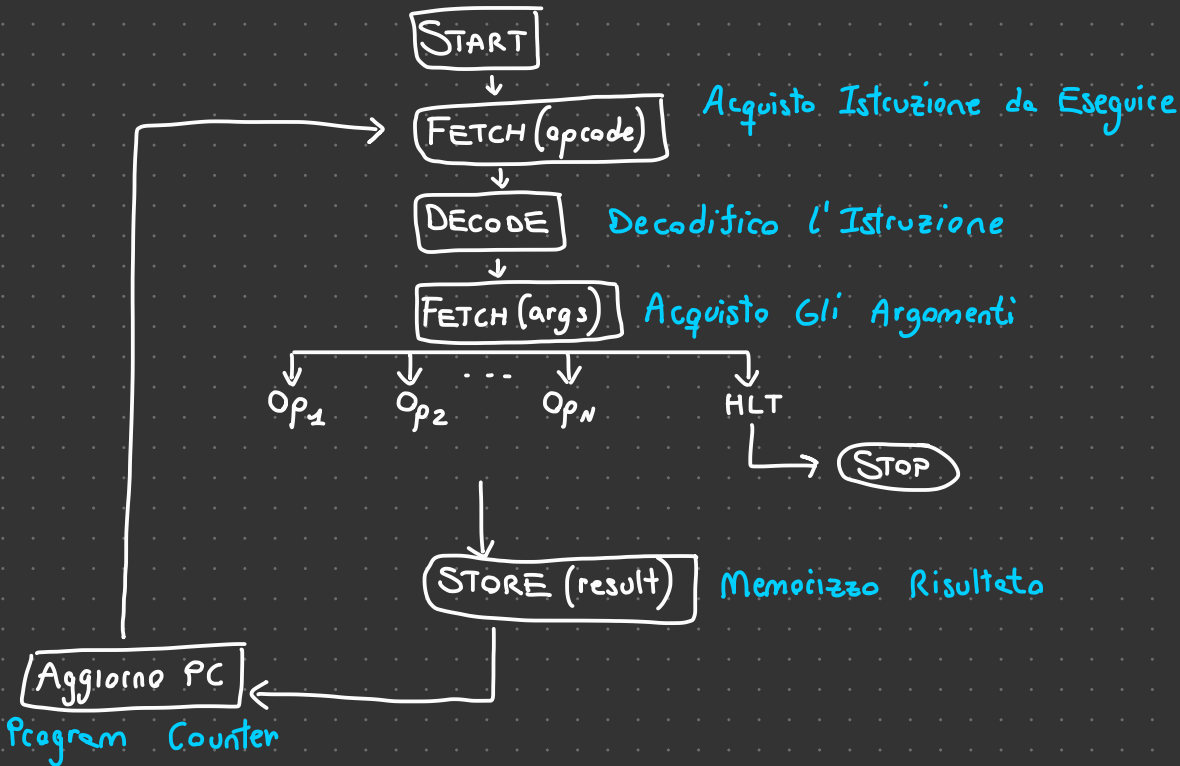 START
FETCH (opcode) Acquisto Istruzione da Eseguire
DECODE Decodifico l'Istruzione
FETCH (args) Acquisto Gli Argomenti
Op1 Op2 ... OpN HLT
STOP
STORE (result) Memorizzo Risultato
Aggiorno PC
Program Counter